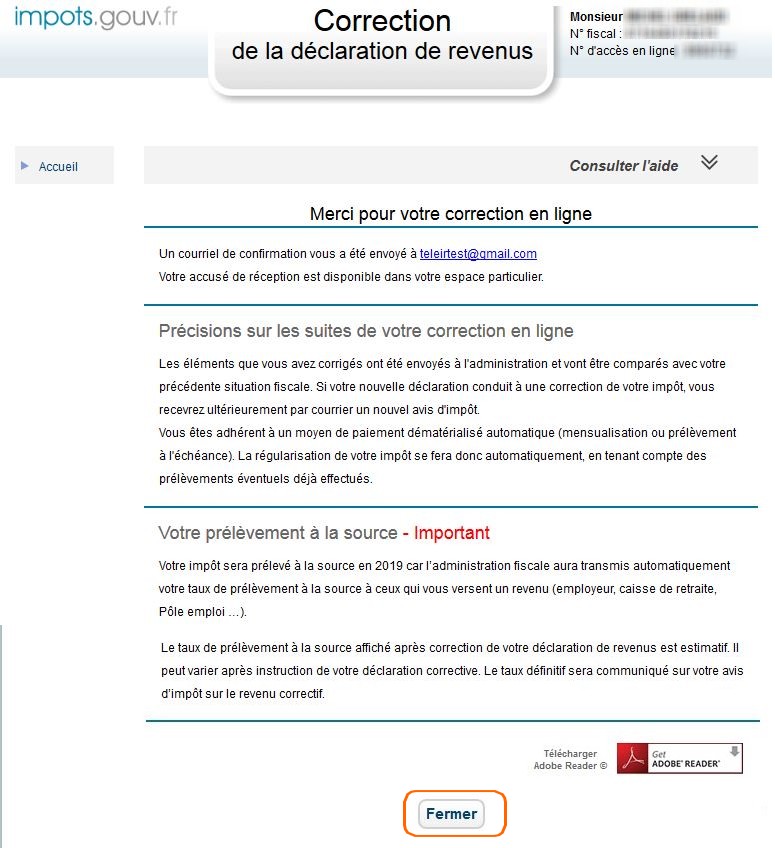 impots.gouv.fr
Correction
de la déclaration de revenus
Monsieur
N° fiscal :
N° d'accès en ligne
Accueil
Consulter l'aide
Merci pour votre correction en ligne
Un courriel de confirmation vous a été envoyé à teleirtest@gmail.com
Votre accusé de réception est disponible dans votre espace particulier.
Précisions sur les suites de votre correction en ligne
Les éléments que vous avez corrigés ont été envoyés à l'administration et vont être comparés avec votre
précédente situation fiscale. Si votre nouvelle déclaration conduit à une correction de votre impôt, vous
recevrez ultérieurement par courrier un nouvel avis d'impôt.
Vous êtes adhérent à un moyen de paiement dématérialisé automatique (mensualisation ou prélèvement
à l'échéance). La régularisation de votre impôt se fera donc automatiquement, en tenant compte des
prélèvements éventuels déjà effectués.
Votre prélèvement à la source - Important
Votre impôt sera prélevé à la source en 2019 car l'administration fiscale aura transmis automatiquement
votre taux de prélèvement à la source à ceux qui vous versent un revenu (employeur, caisse de retraite,
Pôle emploi ...).
Le taux de prélèvement à la source affiché après correction de votre déclaration de revenus est estimatif. Il
peut varier après instruction de votre déclaration corrective. Le taux définitif sera communiqué sur votre avis
d'impôt sur le revenu correctif.
Télécharger
Adobe Reader ©
Get
ADOBE® READER®
Fermer